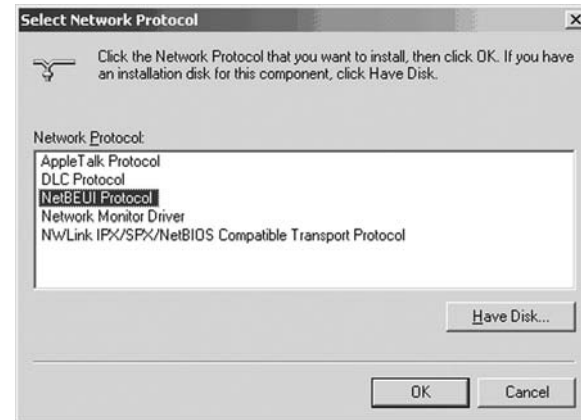 Select Network Protocol
Click the Network Protocol that you want to install, then click OK. If you have
an installation disk for this component, click Have Disk.
Network Protocol:
AppleTalk Protocol
DLC Protocol
NetBEUI Protocol
Network Monitor Driver
NWLink IPX/SPX/NetBIOS Compatible Transport Protocol
Have Disk...
OK Cancel